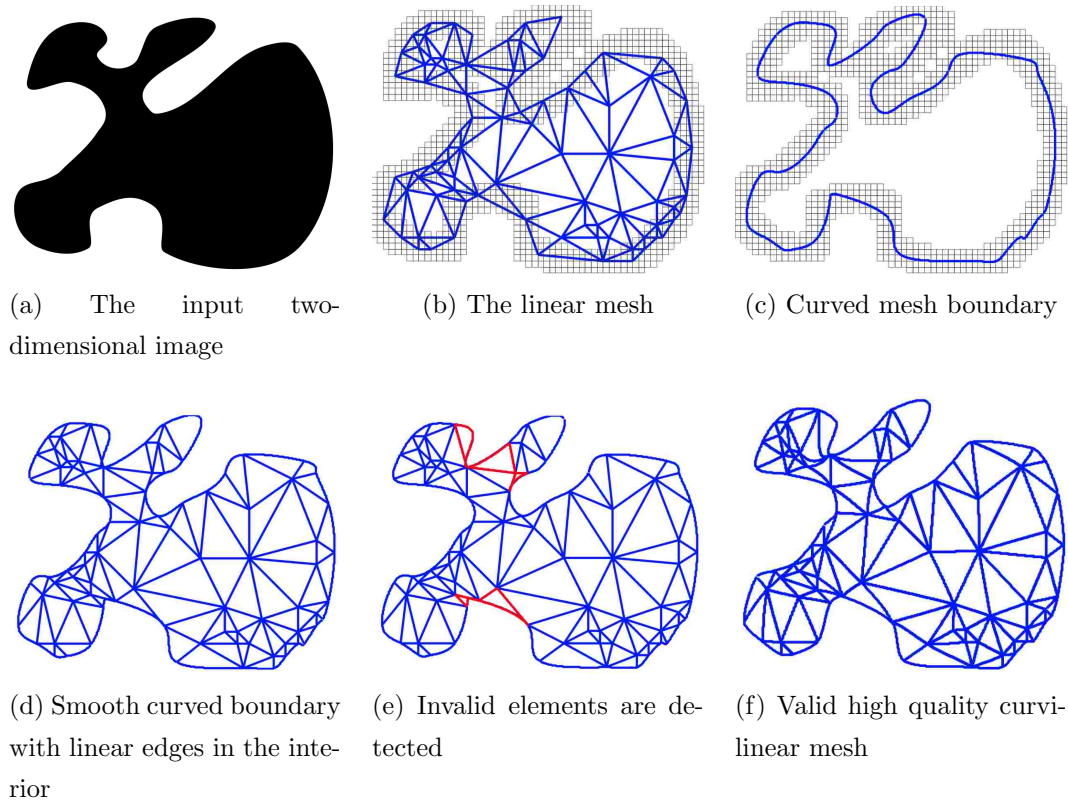 (a) The input two-
dimensional image
(b) The linear mesh
(c) Curved mesh boundary
(d) Smooth curved boundary
with linear edges in the inte-
rior
(e) Invalid elements are de-
tected
(f) Valid high quality curvi-
linear mesh